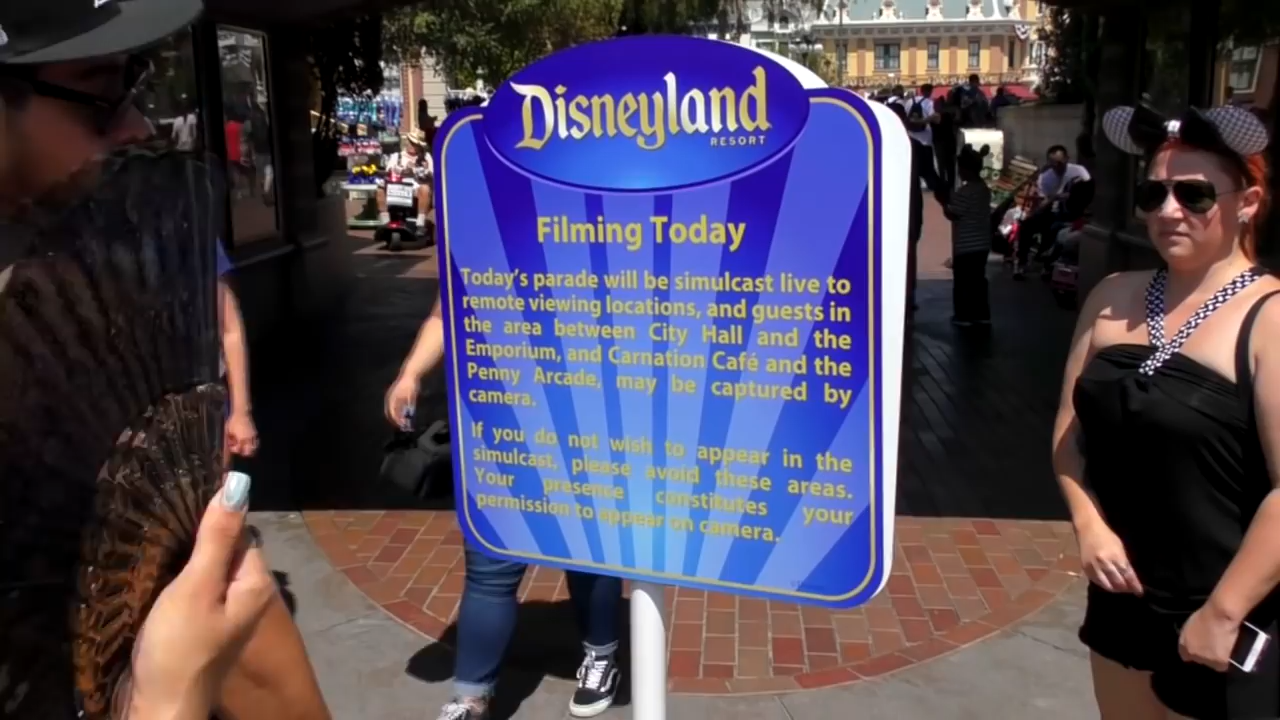 Disneyland
RESORT
Filming Today
Today's parade will be simulcast live to
remote viewing locations, and guests in
the area between City Hall and the
Emporium, and Carnation Café and the
Penny Arcade, may be captured by
camera.
If you do not wish to appear in the
simulcast, please avoid these areas.
Your presence constitutes your
permission to appear on camera.